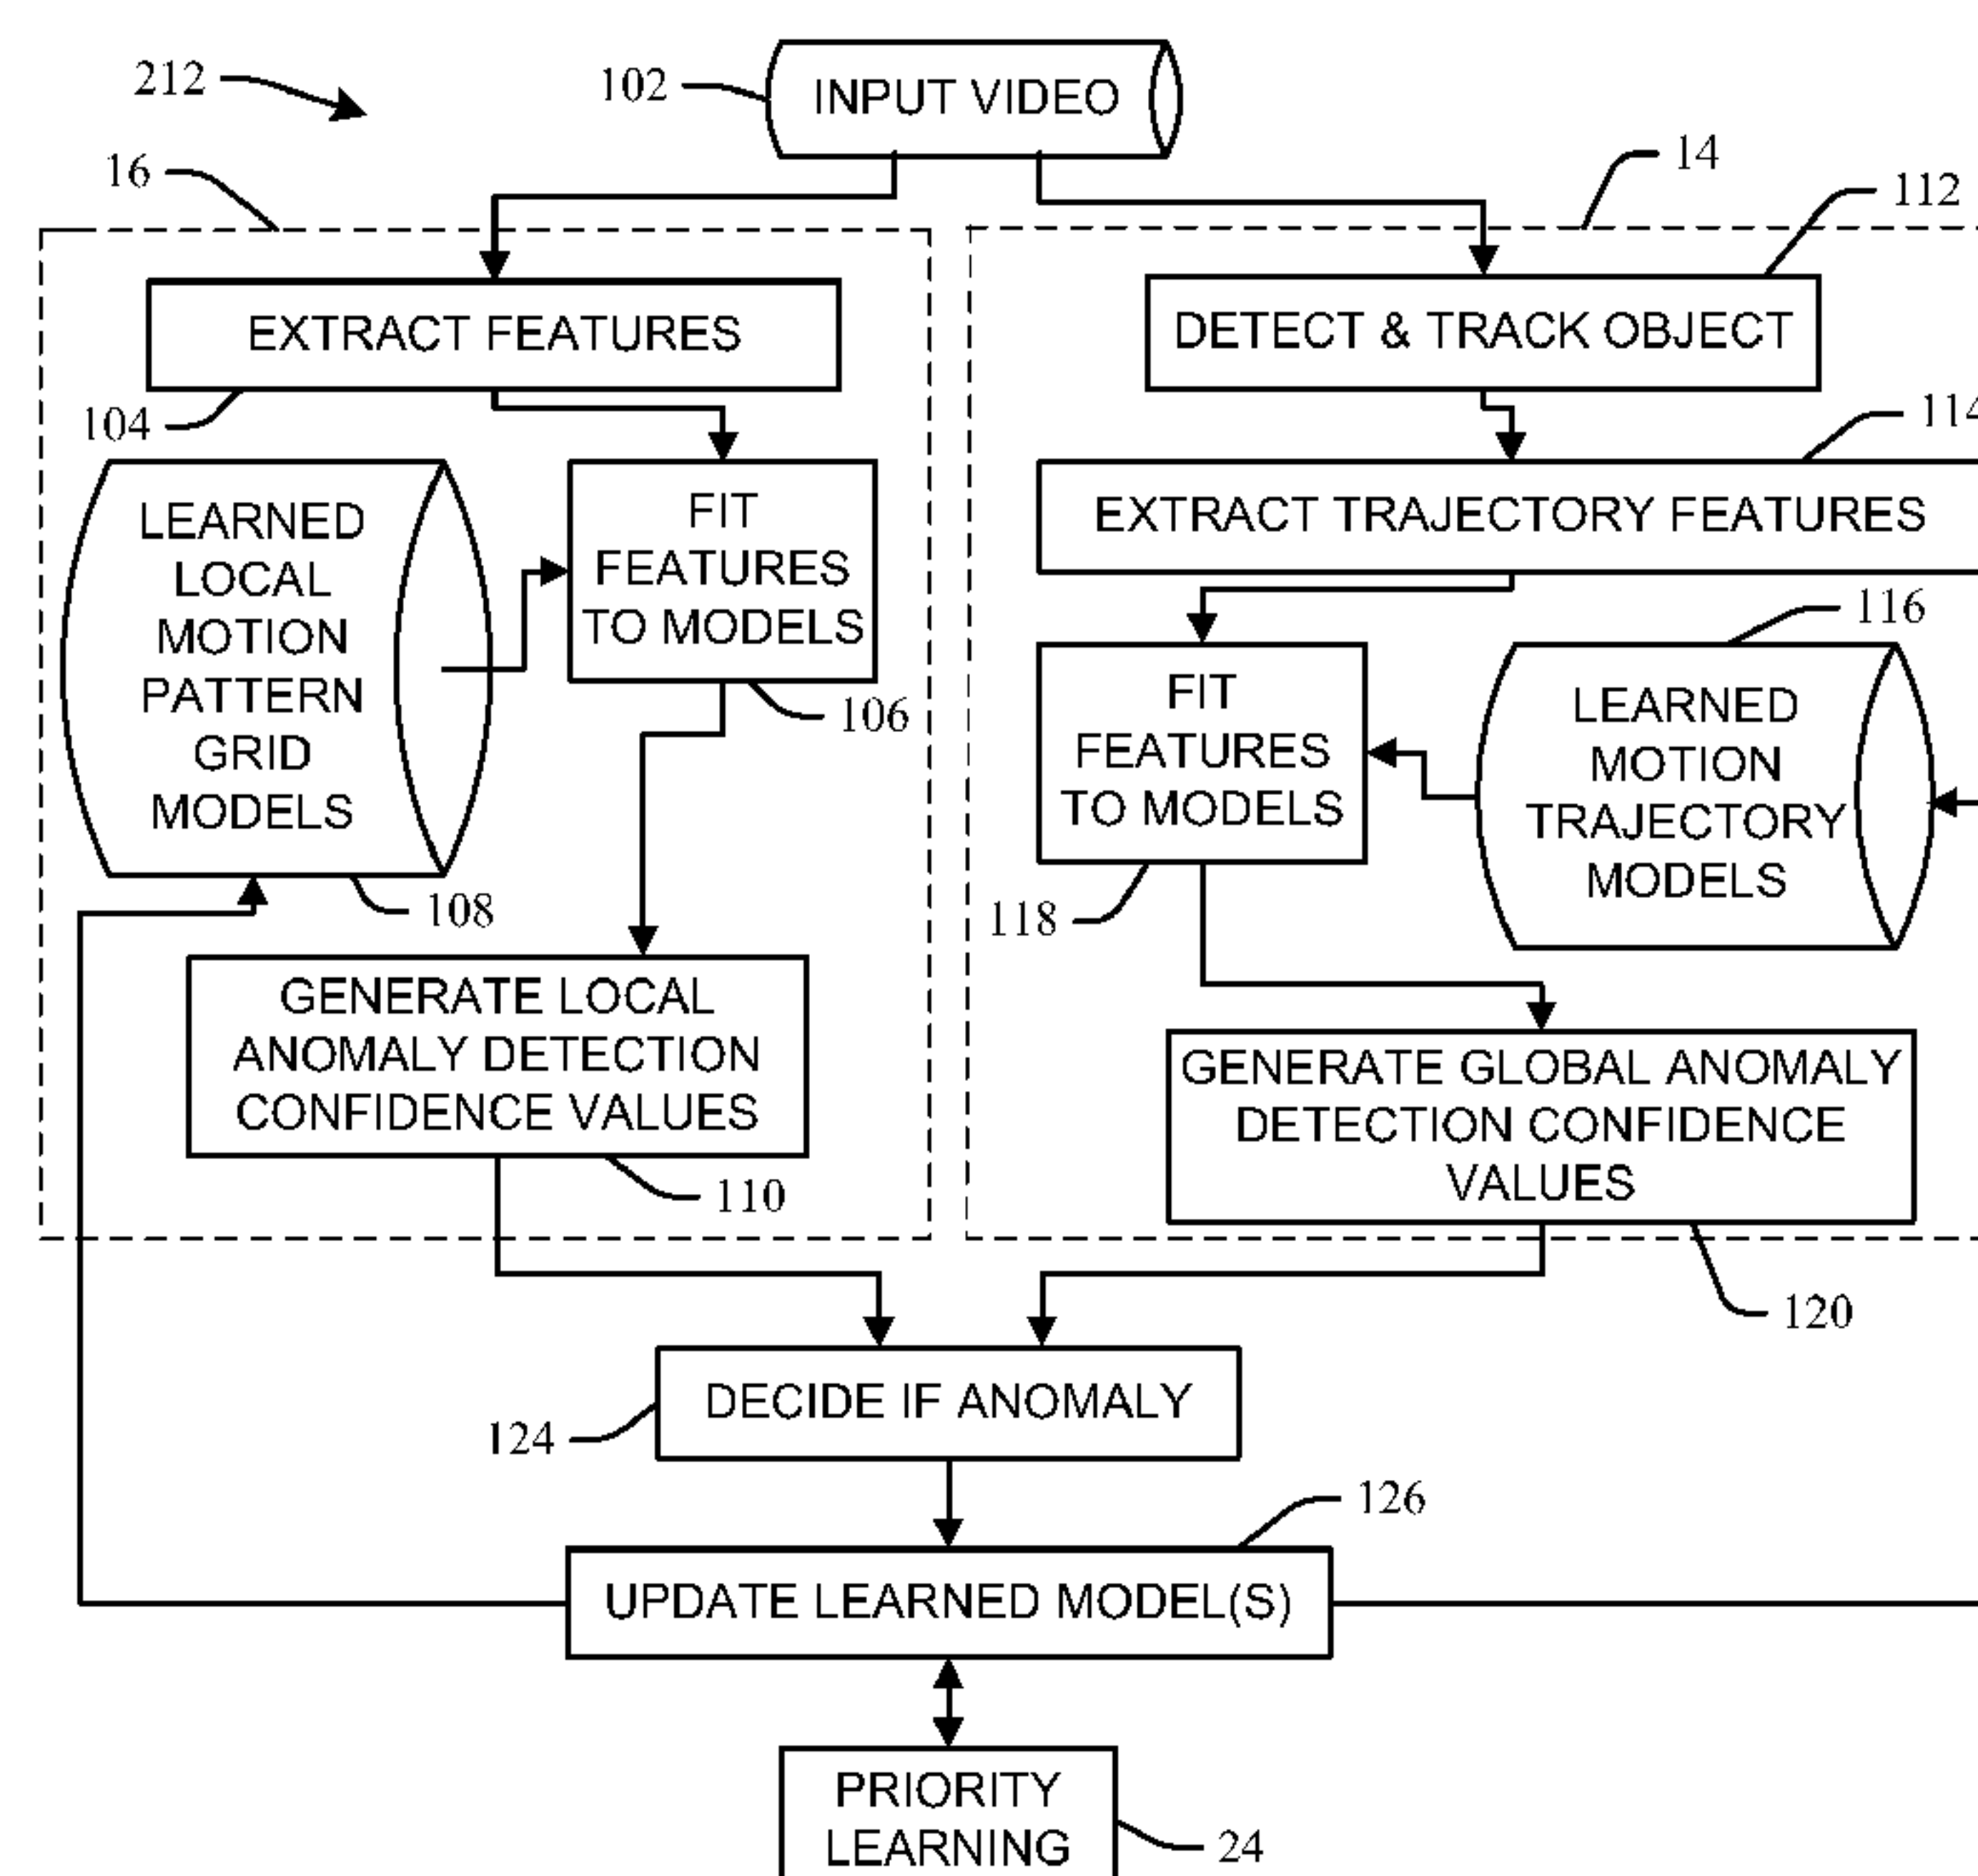 212
102
INPUT VIDEO
16
14
112
EXTRACT FEATURES
DETECT & TRACK OBJECT
104
114
LEARNED
LOCAL
MOTION
PATTERN
GRID
MODELS
FIT
FEATURES
TO MODELS
EXTRACT TRAJECTORY FEATURES
106
116
FIT
FEATURES
TO MODELS
LEARNED
MOTION
TRAJECTORY
MODELS
108
118
GENERATE LOCAL
ANOMALY DETECTION
CONFIDENCE VALUES
GENERATE GLOBAL ANOMALY
DETECTION CONFIDENCE
VALUES
110
120
DECIDE IF ANOMALY
124
126
UPDATE LEARNED MODEL(S)
PRIORITY
LEARNING
24